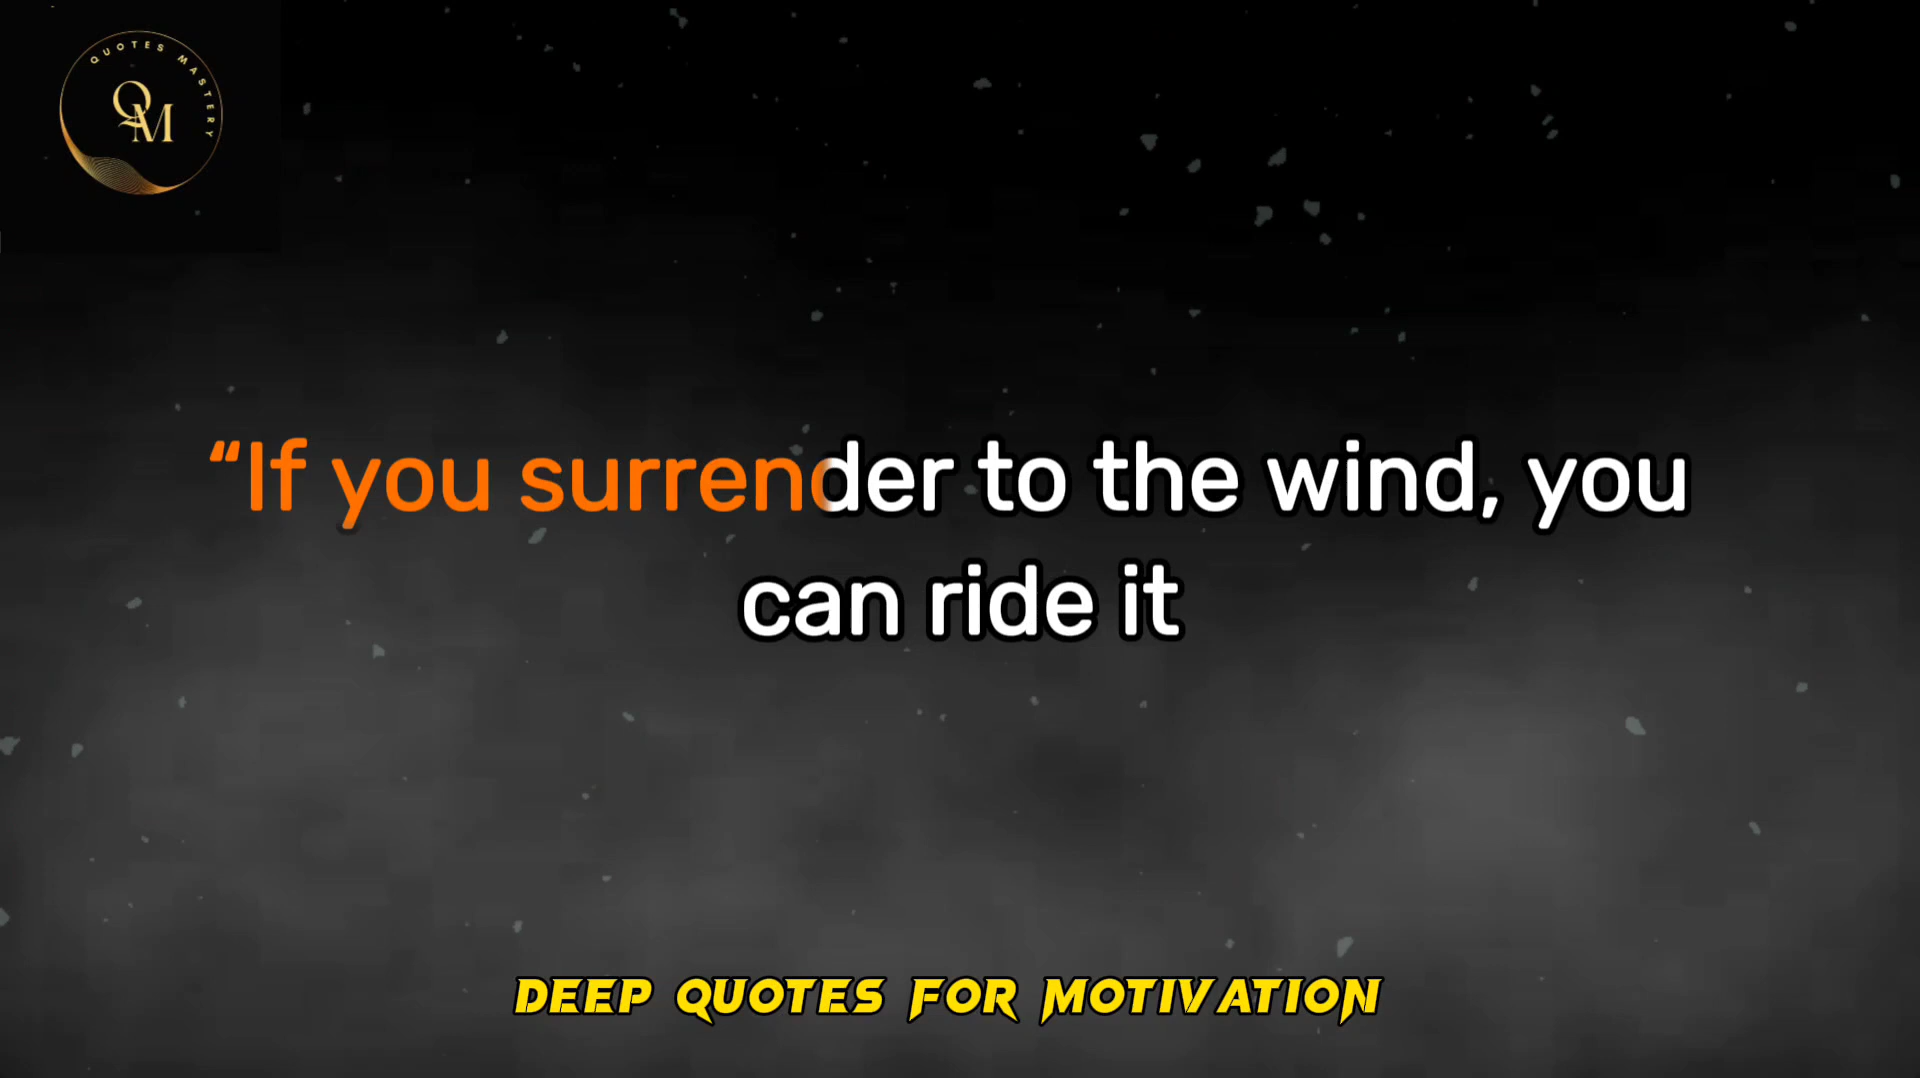 QUOTES MASTERY
QM
“If you surrender to the wind, you
can ride it
DEEP QUOTES FOR MOTIVATION